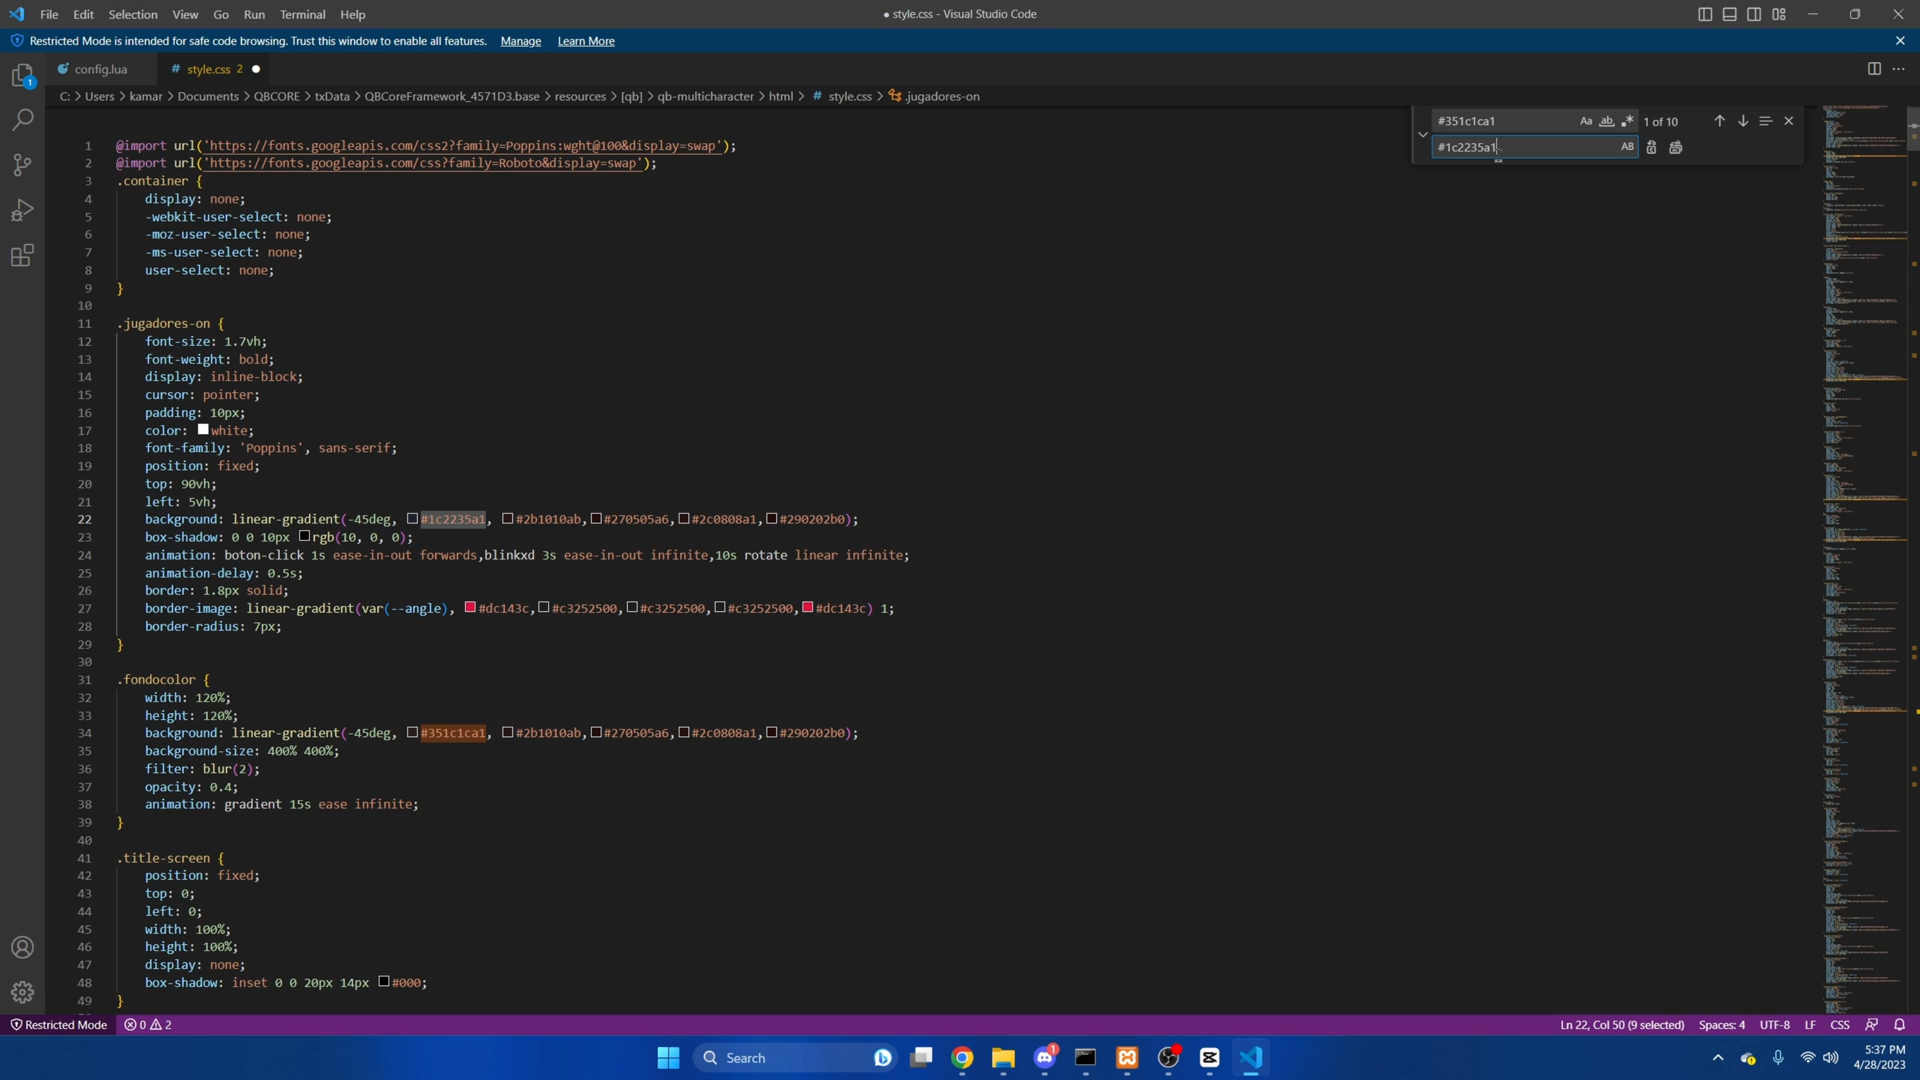 File Edit Selection View Go Run Terminal Help
● style.css - Visual Studio Code
Restricted Mode is intended for safe code browsing. Trust this window to enable all features. Manage Learn More
config.lua # style.css 2 ●
C: > Users > kamar > Documents > QBCORE > txData > QBCoreFramework_4571D3.base > resources > [qb] > qb-multicharacter > html > # style.css > .jugadores-on
#351c1ca1 Aa ab .* 1 of 10
#1c2235a1 AB
1 @import url('https://fonts.googleapis.com/css2?family=Poppins:wght@100&display=swap');
2 @import url('https://fonts.googleapis.com/css?family=Roboto&display=swap');
3 .container {
4 display: none;
5 -webkit-user-select: none;
6 -moz-user-select: none;
7 -ms-user-select: none;
8 user-select: none;
9 }
10
11 .jugadores-on {
12 font-size: 1.7vh;
13 font-weight: bold;
14 display: inline-block;
15 cursor: pointer;
16 padding: 10px;
17 color: white;
18 font-family: 'Poppins', sans-serif;
19 position: fixed;
20 top: 90vh;
21 left: 5vh;
22 background: linear-gradient(-45deg, #1c2235a1, #2b1010ab,#270505a6,#2c0808a1,#290202b0);
23 box-shadow: 0 0 10px rgb(10, 0, 0);
24 animation: boton-click 1s ease-in-out forwards,blinkxd 3s ease-in-out infinite,10s rotate linear infinite;
25 animation-delay: 0.5s;
26 border: 1.8px solid;
27 border-image: linear-gradient(var(--angle), #dc143c,#c3252500,#c3252500,#c3252500,#dc143c) 1;
28 border-radius: 7px;
29 }
30
31 .fondocolor {
32 width: 120%;
33 height: 120%;
34 background: linear-gradient(-45deg, #351c1ca1, #2b1010ab,#270505a6,#2c0808a1,#290202b0);
35 background-size: 400% 400%;
36 filter: blur(2);
37 opacity: 0.4;
38 animation: gradient 15s ease infinite;
39 }
40
41 .title-screen {
42 position: fixed;
43 top: 0;
44 left: 0;
45 width: 100%;
46 height: 100%;
47 display: none;
48 box-shadow: inset 0 0 20px 14px #000;
49 }
Restricted Mode 0 2 Ln 22, Col 50 (9 selected) Spaces: 4 UTF-8 LF CSS
Search 1 5:37 PM
4/28/2023